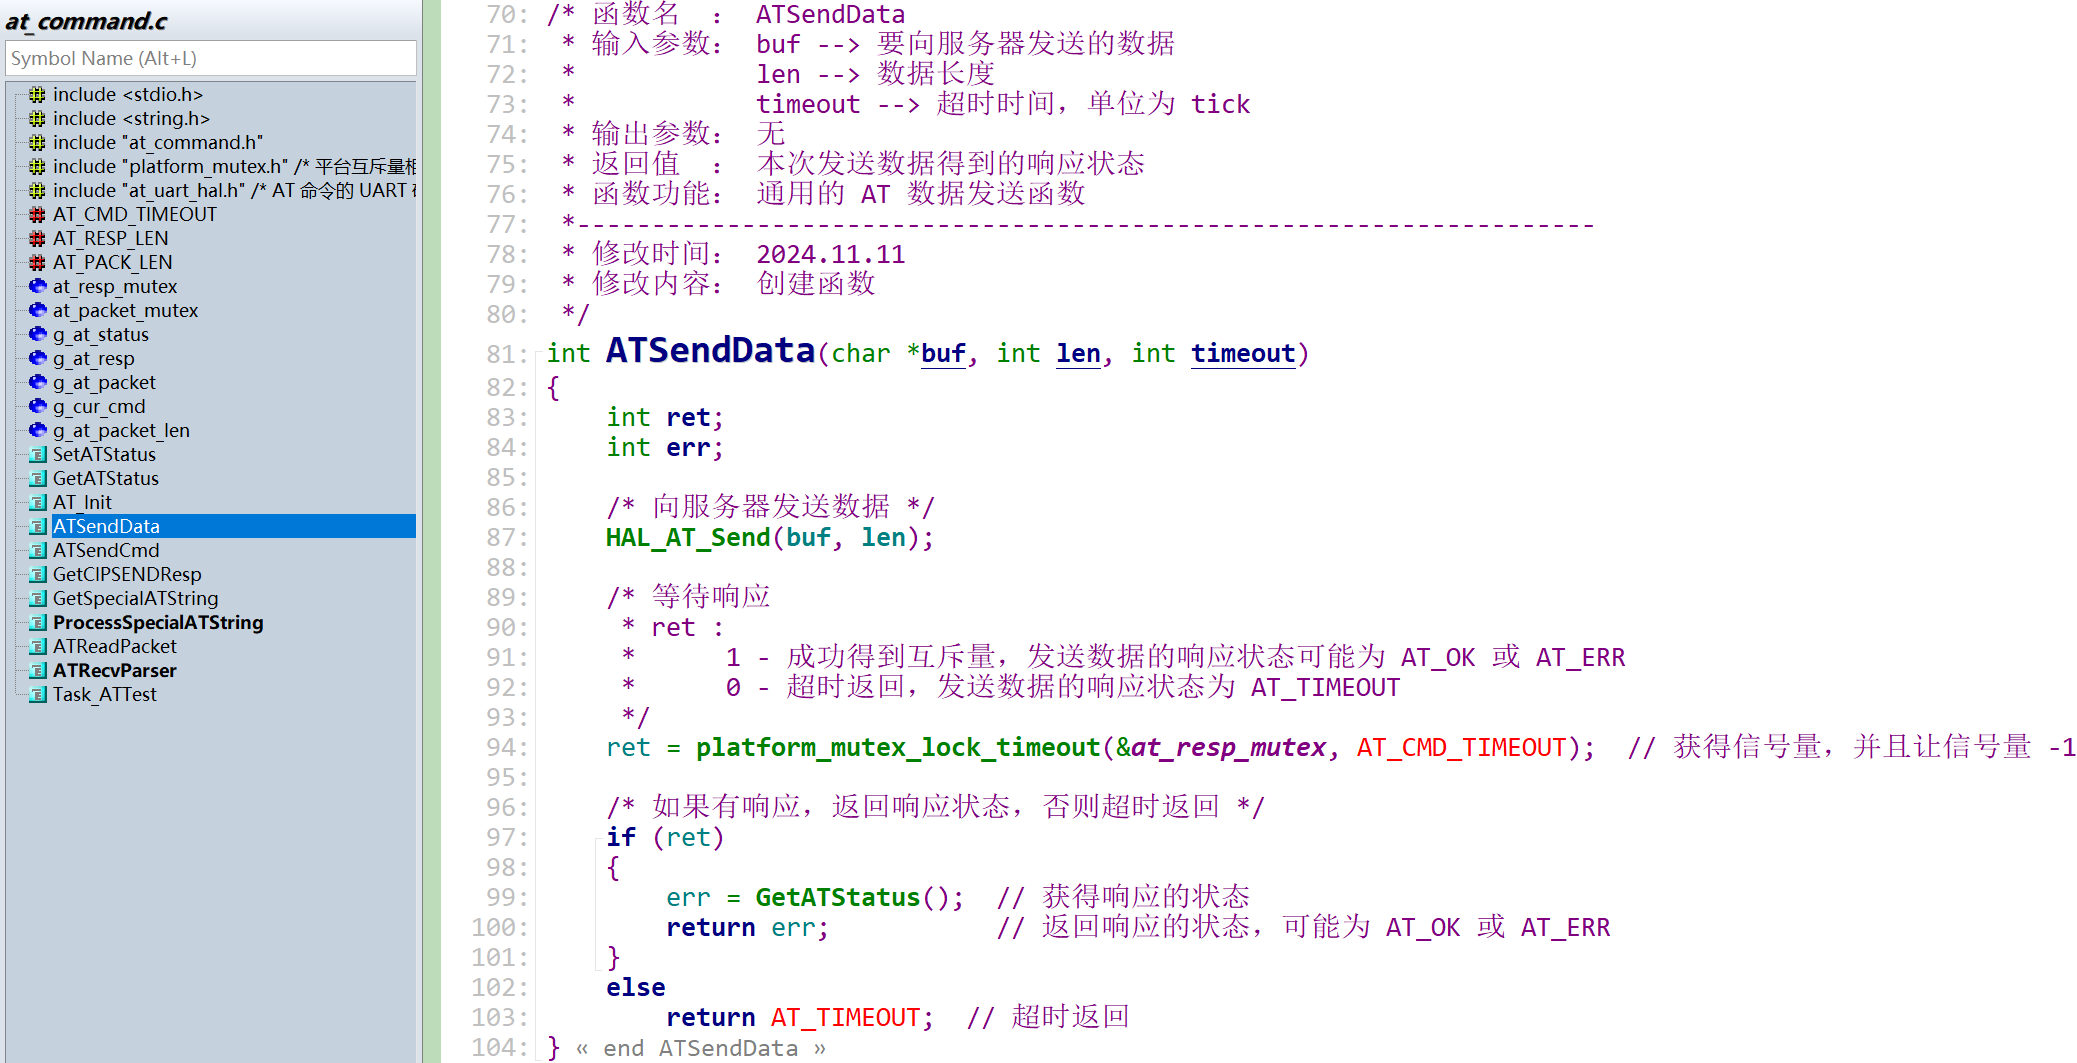 at_command.c
Symbol Name (Alt+L)
include <stdio.h>
include <string.h>
include "at_command.h"
include "platform_mutex.h" /* 平台互斥量相
include "at_uart_hal.h" /* AT 命令的 UART
AT_CMD_TIMEOUT
AT_RESP_LEN
AT_PACK_LEN
at_resp_mutex
at_packet_mutex
g_at_status
g_at_resp
g_at_packet
g_cur_cmd
g_at_packet_len
SetATStatus
GetATStatus
AT_Init
ATSendData
ATSendCmd
GetCIPSENDResp
GetSpecialATString
ProcessSpecialATString
ATReadPacket
ATRecvParser
Task_ATTest
70: /* 函数名  ： ATSendData
71:  * 输入参数： buf --> 要向服务器发送的数据
72:  *            len --> 数据长度
73:  *            timeout --> 超时时间，单位为 tick
74:  * 输出参数： 无
75:  * 返回值  ： 本次发送数据得到的响应状态
76:  * 函数功能： 通用的 AT 数据发送函数
77:  *--------------------------------------------------------------------
78:  * 修改时间： 2024.11.11
79:  * 修改内容： 创建函数
80:  */
81: int ATSendData(char *buf, int len, int timeout)
82: {
83:     int ret;
84:     int err;
85:
86:     /* 向服务器发送数据 */
87:     HAL_AT_Send(buf, len);
88:
89:     /* 等待响应
90:      * ret :
91:      *      1 - 成功得到互斥量，发送数据的响应状态可能为 AT_OK 或 AT_ERR
92:      *      0 - 超时返回，发送数据的响应状态为 AT_TIMEOUT
93:      */
94:     ret = platform_mutex_lock_timeout(&at_resp_mutex, AT_CMD_TIMEOUT);  // 获得信号量，并且让信号量 -1
95:
96:     /* 如果有响应，返回响应状态，否则超时返回 */
97:     if (ret)
98:     {
99:         err = GetATStatus();  // 获得响应的状态
100:         return err;           // 返回响应的状态，可能为 AT_OK 或 AT_ERR
101:     }
102:     else
103:         return AT_TIMEOUT;  // 超时返回
104: } « end ATSendData »